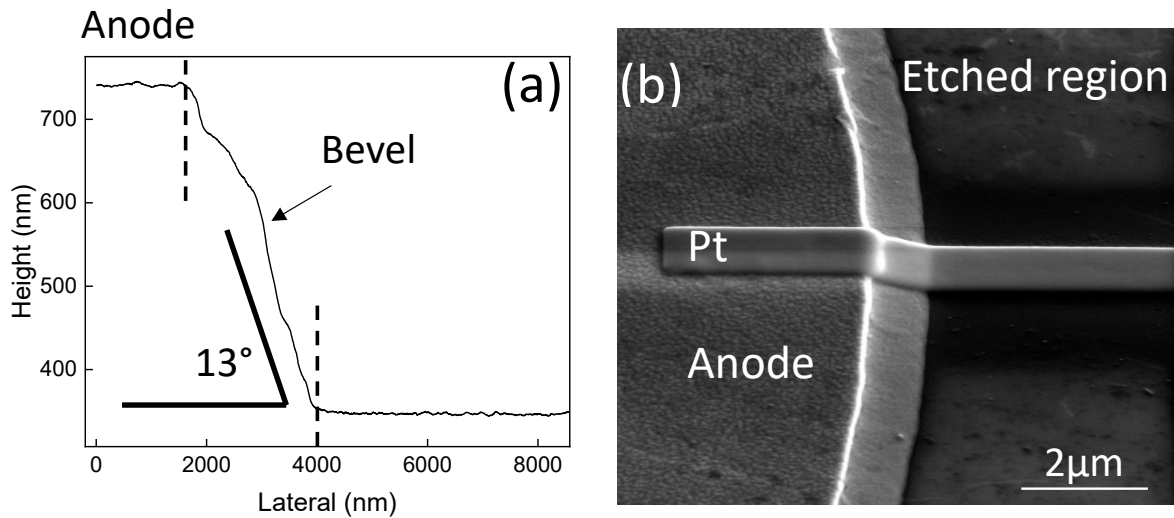 Anode
(a)
Bevel
13°
Height (nm)
700
600
500
400
0 2000 4000 6000 8000
Lateral (nm)
(b)
Etched region
Pt
Anode
2μm